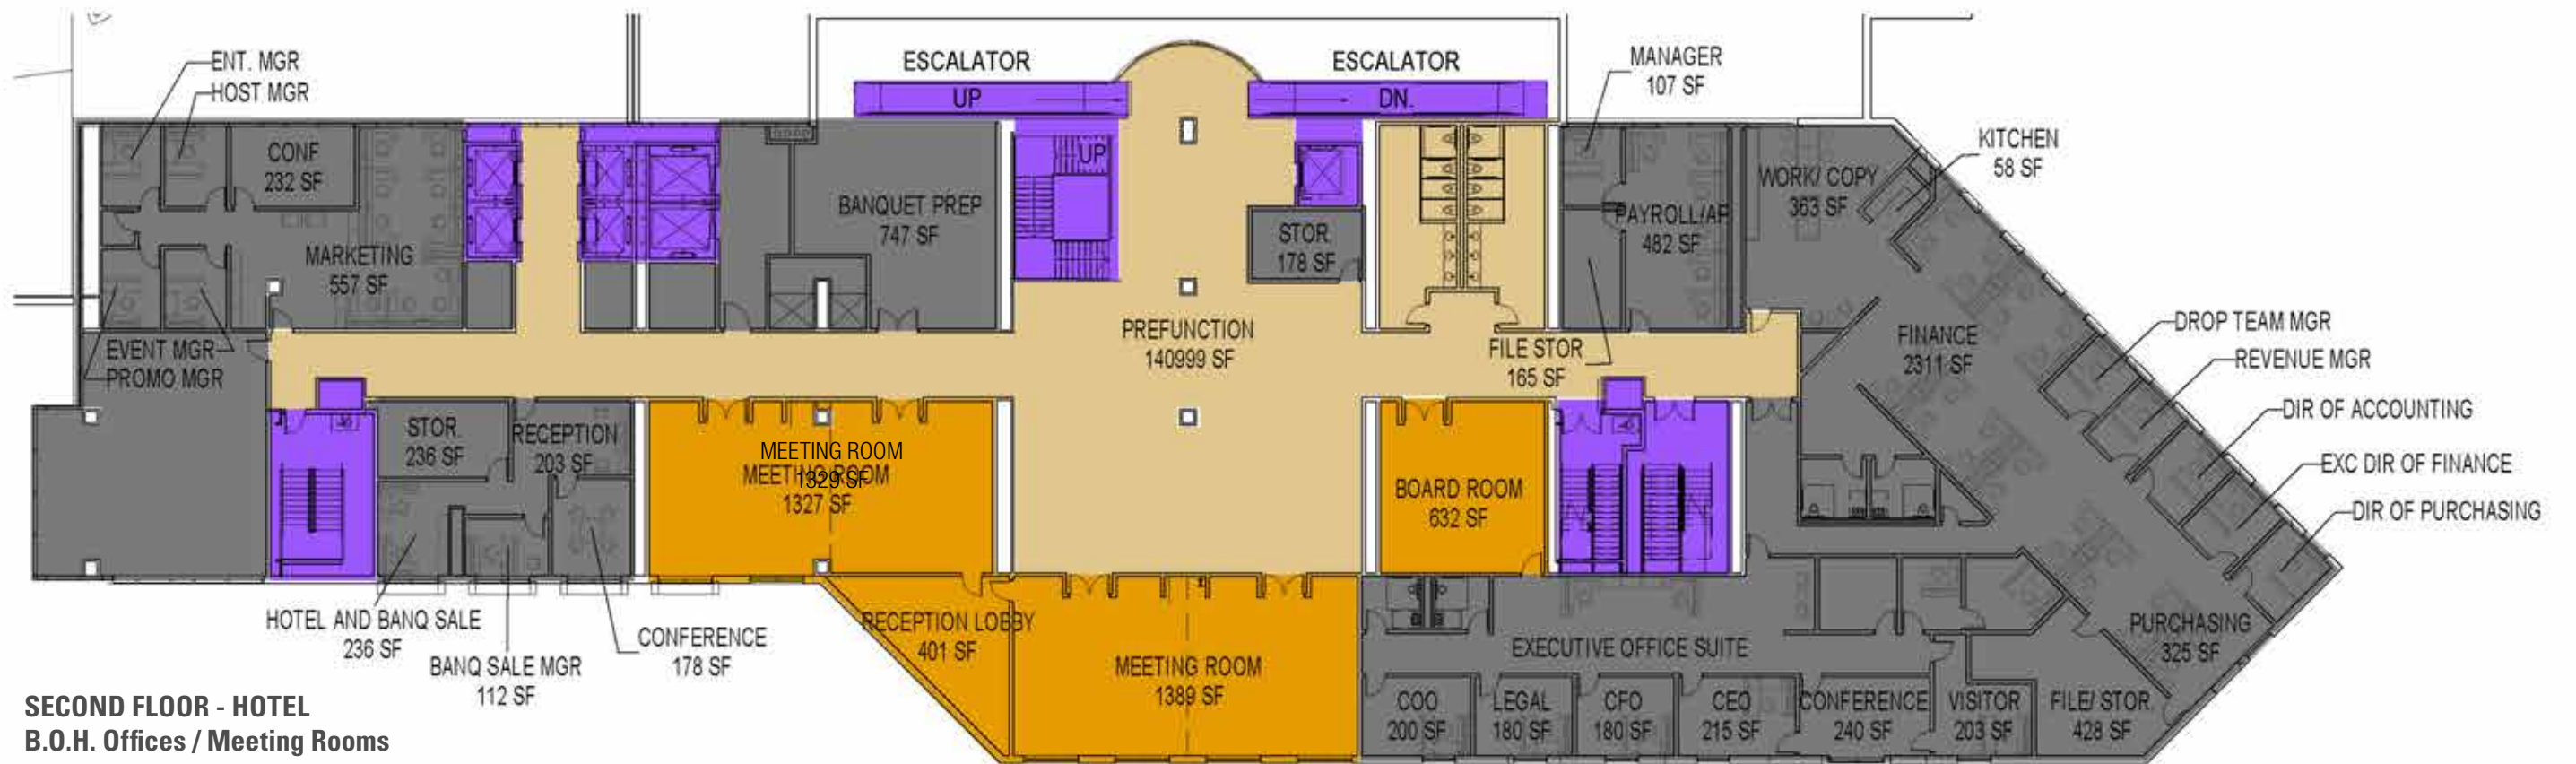 ENT. MGR
HOST MGR
ESCALATOR
UP
ESCALATOR
DN.
MANAGER
107 SF
KITCHEN
58 SF
CONF
232 SF
MARKETING
557 SF
BANQUET PREP
747 SF
UP
STOR.
178 SF
PAYROLL/AP
482 SF
WORK/ COPY
363 SF
EVENT MGR
PROMO MGR
PREFUNCTION
140999 SF
FILE STOR
165 SF
FINANCE
2311 SF
DROP TEAM MGR
REVENUE MGR
DIR OF ACCOUNTING
EXC DIR OF FINANCE
DIR OF PURCHASING
STOR.
236 SF
RECEPTION
203 SF
MEETING ROOM
1329 SF
MEETING ROOM
1327 SF
BOARD ROOM
632 SF
HOTEL AND BANQ SALE
236 SF
BANQ SALE MGR
112 SF
CONFERENCE
178 SF
RECEPTION LOBBY
401 SF
MEETING ROOM
1389 SF
EXECUTIVE OFFICE SUITE
PURCHASING
325 SF
COO
200 SF
LEGAL
180 SF
CFO
180 SF
CEO
215 SF
CONFERENCE
240 SF
VISITOR
203 SF
FILE/ STOR.
428 SF
SECOND FLOOR - HOTEL
B.O.H. Offices / Meeting Rooms